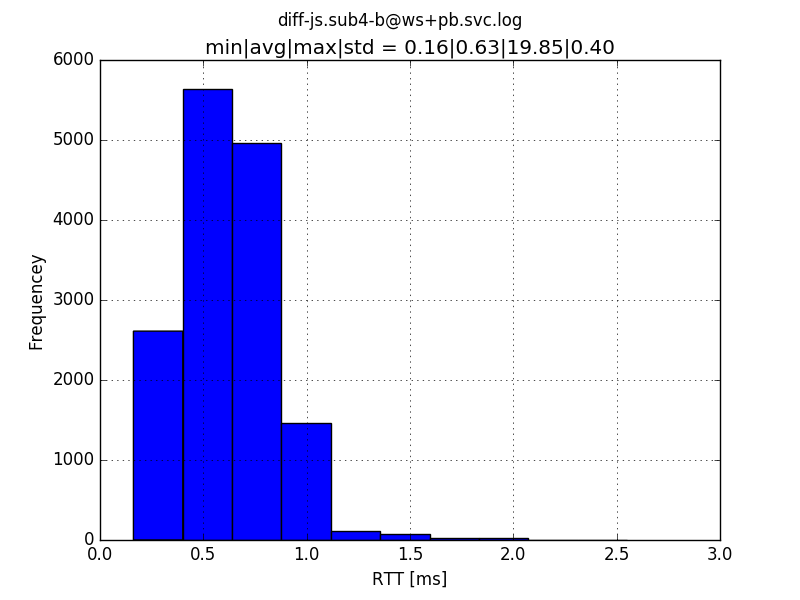 diff-js.sub4-b@ws+pb.svc.log
min|avg|max|std = 0.16|0.63|19.85|0.40
6000
5000
4000
3000
2000
1000
0
Frequencey
0.0 0.5 1.0 1.5 2.0 2.5 3.0
RTT [ms]